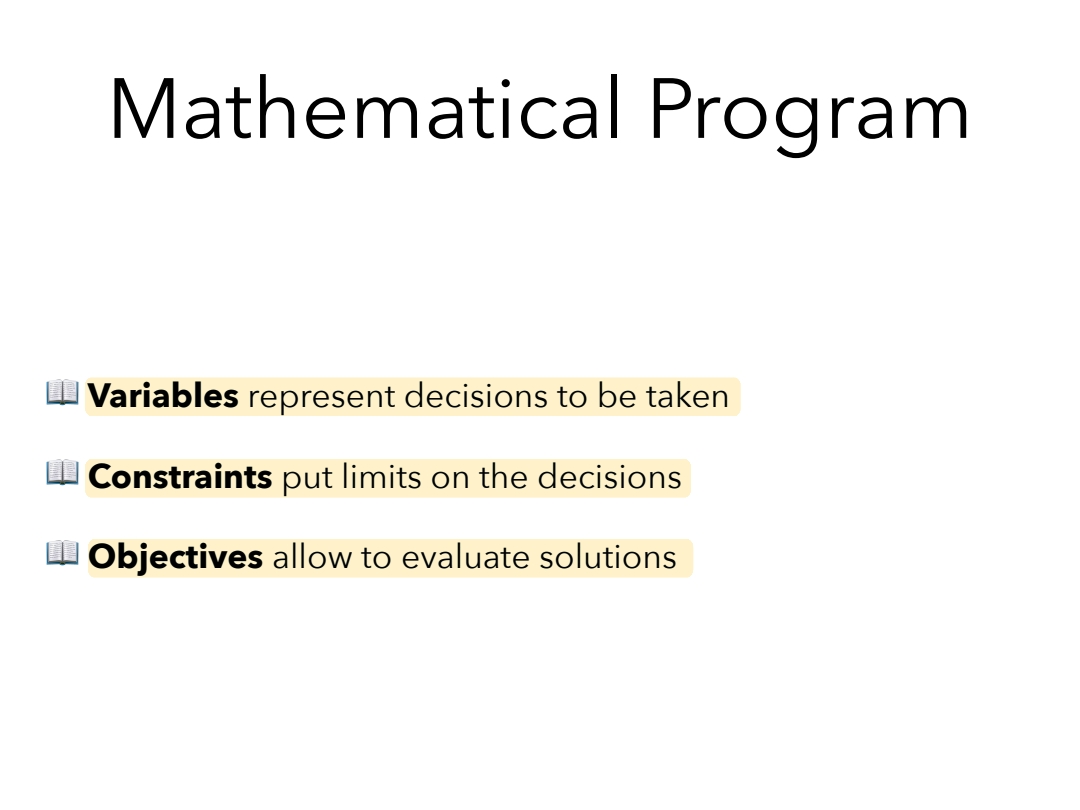 Mathematical Program
📖 Variables represent decisions to be taken
📖 Constraints put limits on the decisions
📖 Objectives allow to evaluate solutions